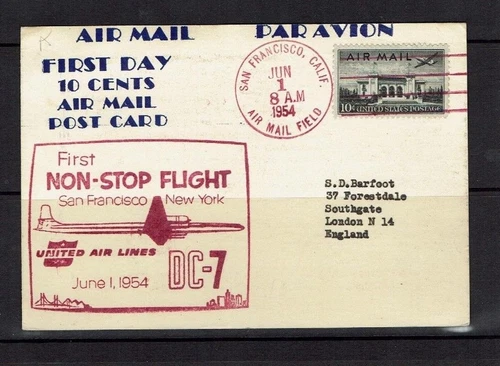 AIR MAIL PAR AVION
FIRST DAY
10 CENTS
AIR MAIL
POST CARD
SAN FRANCISCO, CALIF.
JUN
1
8 A.M
1954
AIR MAIL FIELD
AIR MAIL
10¢ UNITED STATES POSTAGE
First
NON-STOP FLIGHT
San Francisco New York
UNITED AIR LINES
DC-7
June 1, 1954
S.D.Barfoot
37 Forestdale
Southgate
London N 14
England